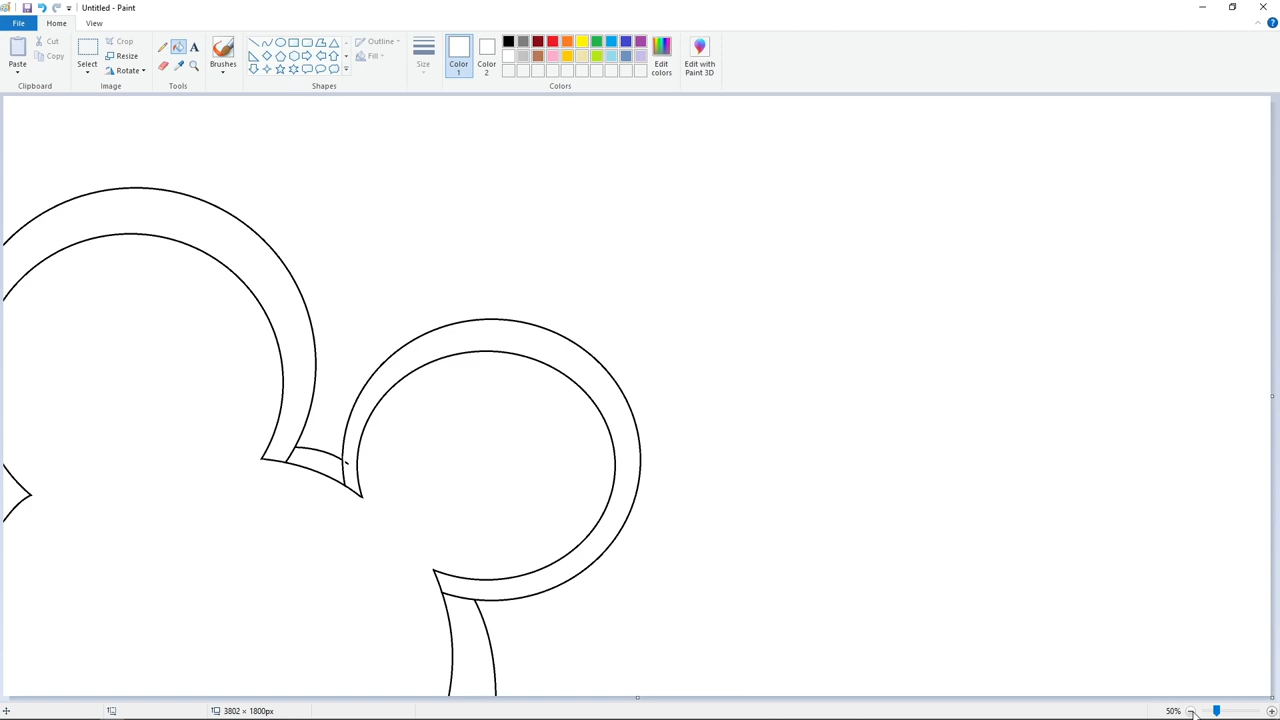 Untitled - Paint
File Home View
Cut Crop Outline
Copy Resize Fill
Paste Select Rotate Brushes Size Color 1 Color 2 Edit colors Edit with Paint 3D
Clipboard Image Tools Shapes Colors
3802 × 1800px 50%